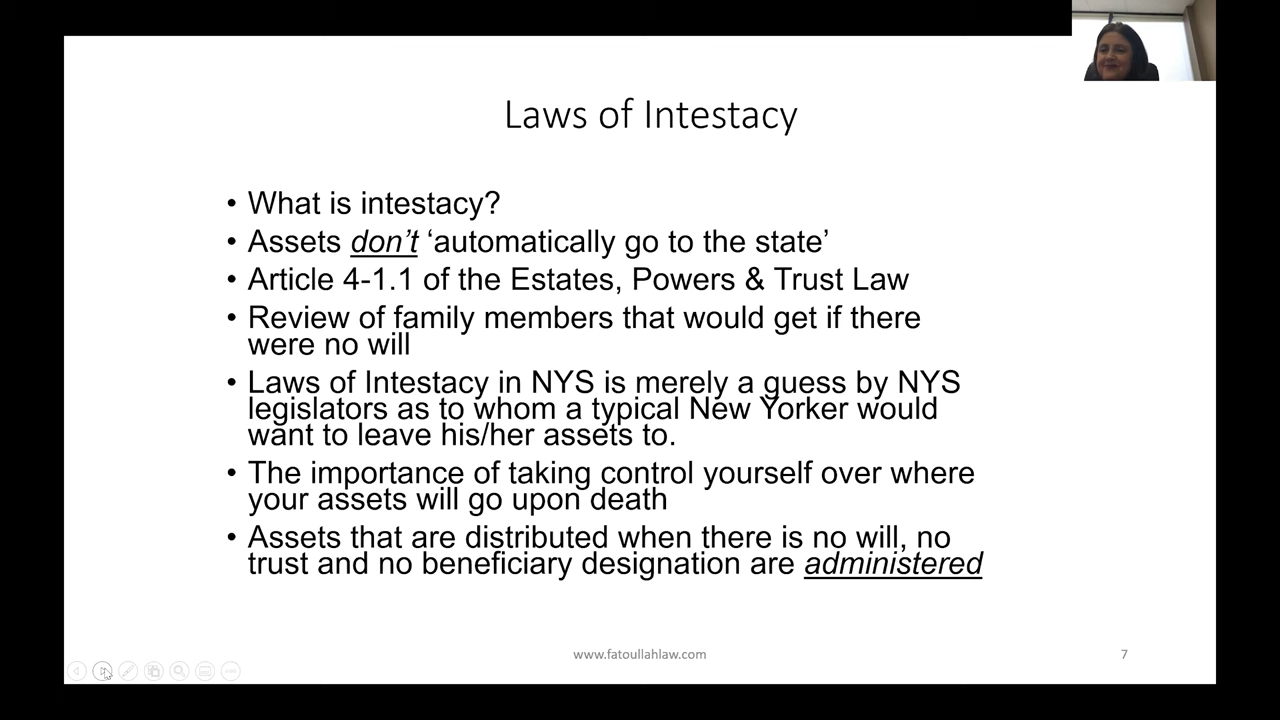 Laws of Intestacy
• What is intestacy?
• Assets don't ‘automatically go to the state’
• Article 4-1.1 of the Estates, Powers & Trust Law
• Review of family members that would get if there
were no will
• Laws of Intestacy in NYS is merely a guess by NYS
legislators as to whom a typical New Yorker would
want to leave his/her assets to.
• The importance of taking control yourself over where
your assets will go upon death
• Assets that are distributed when there is no will, no
trust and no beneficiary designation are administered
www.fatoullahlaw.com
7